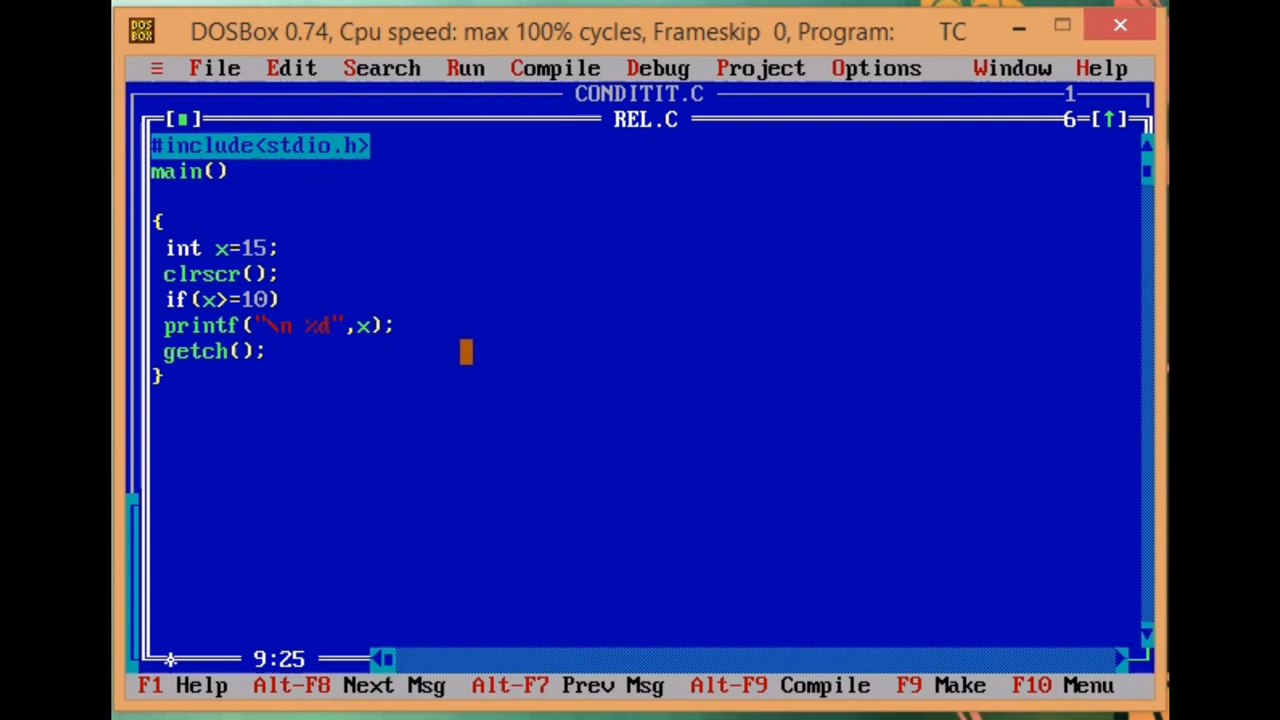 DOS BOX DOSBox 0.74, Cpu speed: max 100% cycles, Frameskip 0, Program: TC
≡ File Edit Search Run Compile Debug Project Options Window Help
CONDITIT.C 1
[■] REL.C 6=[↑]
#include<stdio.h>
main()
{
int x=15;
clrscr();
if(x>=10)
printf("\n %d",x);
getch();
}
9:25
F1 Help Alt-F8 Next Msg Alt-F7 Prev Msg Alt-F9 Compile F9 Make F10 Menu